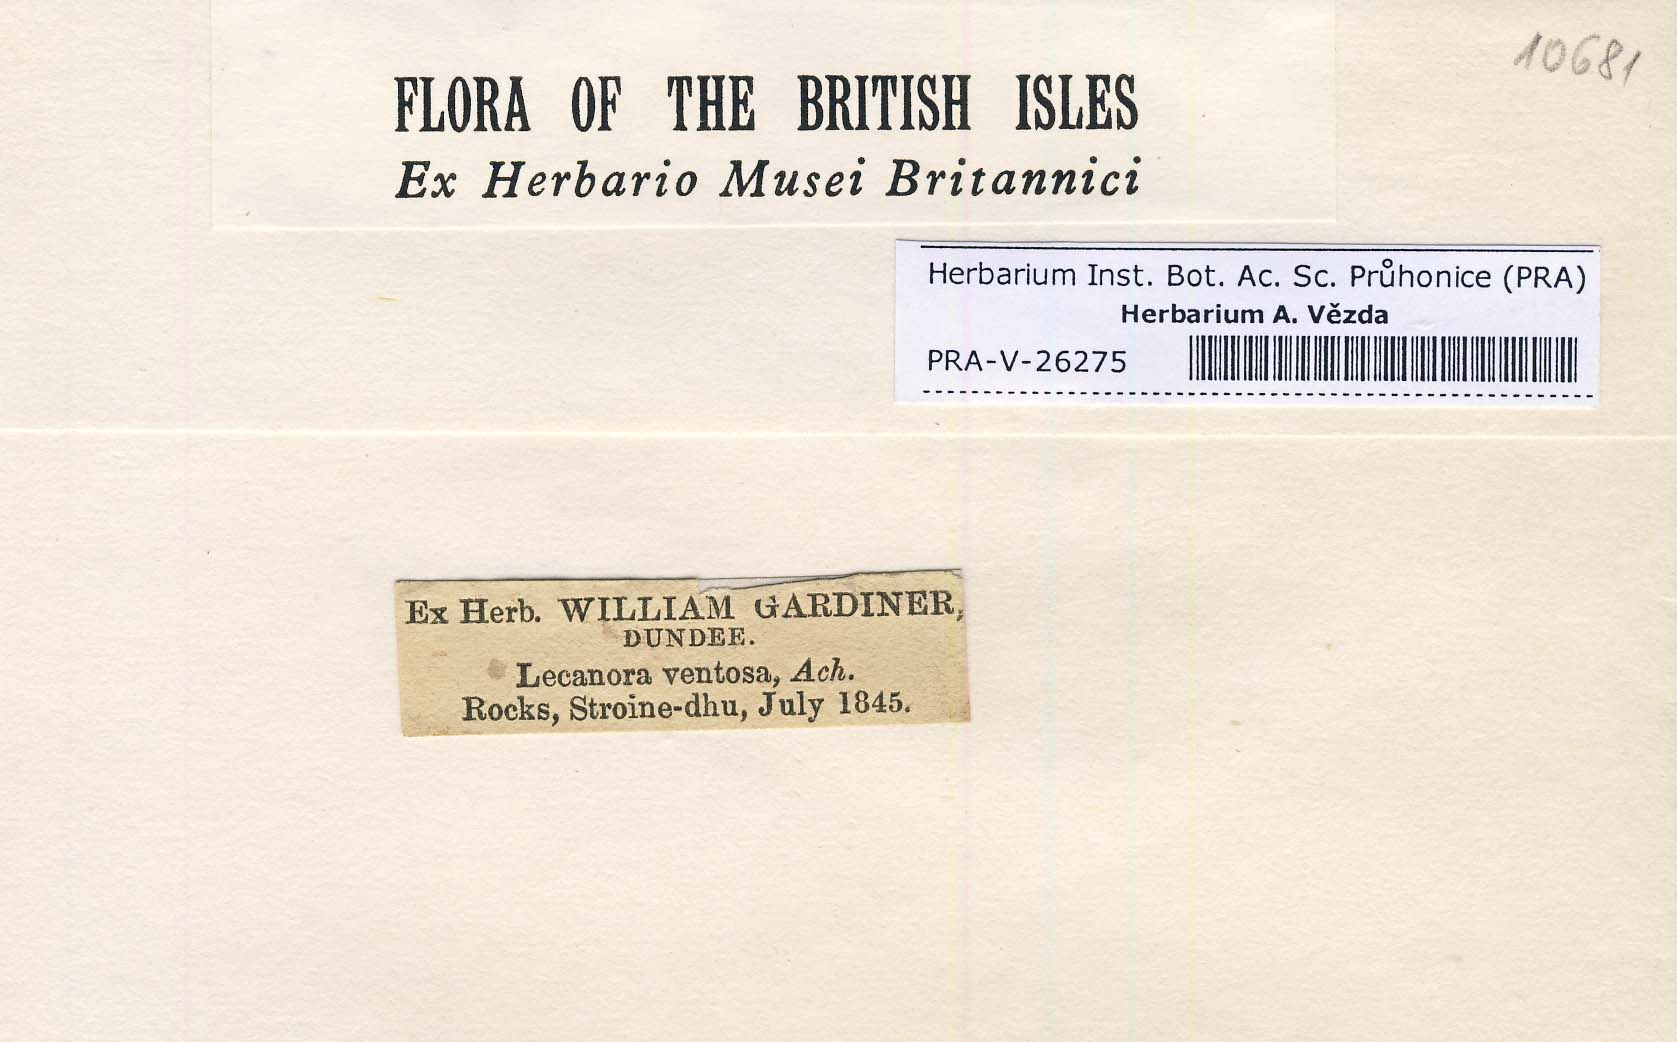 10681
FLORA OF THE BRITISH ISLES
Ex Herbario Musei Britannici
Herbarium Inst. Bot. Ac. Sc. Průhonice (PRA)
Herbarium A. Vězda
PRA-V-26275
Ex Herb. WILLIAM GARDINER,
DUNDEE.
Lecanora ventosa, Ach.
Rocks, Stroine-dhu, July 1845.